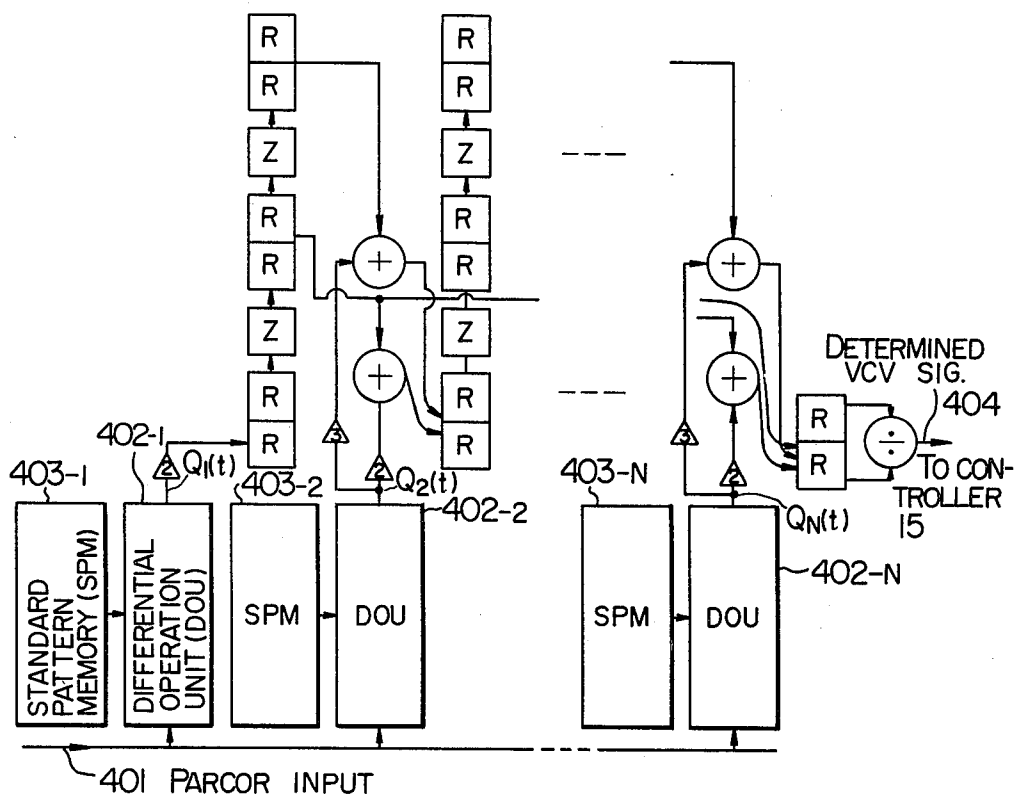 R
R
R
R
Z
Z
R
R
+
+
R
R
Z
Z
+
+
3
3
R
R
R
R
DETERMINED
VCV SIG.
404
R
R
÷
TO CON-
TROLLER
15
402-1
2
Q1(t)
403-1
403-2
2
Q2(t)
402-2
403-N
2
QN(t)
402-N
STANDARD
PATTERN
MEMORY (SPM)
DIFFERENTIAL
OPERATION
UNIT (DOU)
SPM
DOU
SPM
DOU
401 PARCOR INPUT